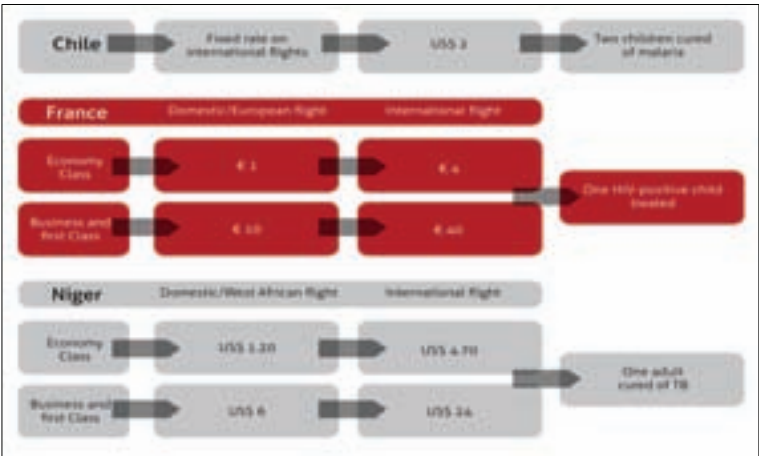 Chile
Fixed rate on
international flights
US$ 2
Two children cured
of malaria
France
Domestic/European flight
International flight
Economy
Class
€ 1
€ 4
One HIV-positive child
treated
Business and
first Class
€ 10
€ 40
Niger
Domestic/West African flight
International flight
Economy
Class
US$ 1.20
US$ 4.70
One adult
cured of TB
Business and
first Class
US$ 6
US$ 24